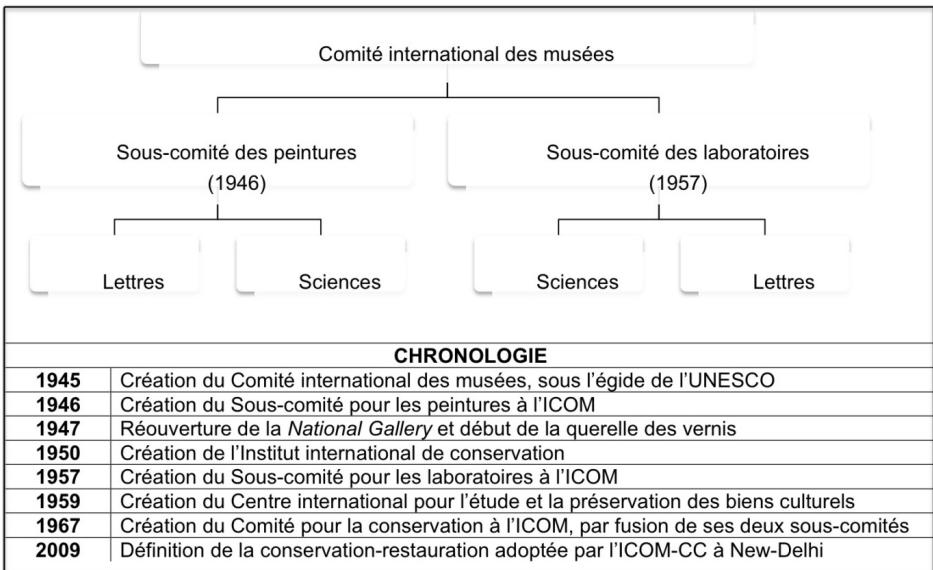 Comité international des musées
Sous-comité des peintures
(1946)
Sous-comité des laboratoires
(1957)
Lettres
Sciences
Sciences
Lettres
CHRONOLOGIE
1945 Création du Comité international des musées, sous l'égide de l'UNESCO
1946 Création du Sous-comité pour les peintures à l'ICOM
1947 Réouverture de la National Gallery et début de la querelle des vernis
1950 Création de l'Institut international de conservation
1957 Création du Sous-comité pour les laboratoires à l'ICOM
1959 Création du Centre international pour l'étude et la préservation des biens culturels
1967 Création du Comité pour la conservation à l'ICOM, par fusion de ses deux sous-comités
2009 Définition de la conservation-restauration adoptée par l'ICOM-CC à New-Delhi